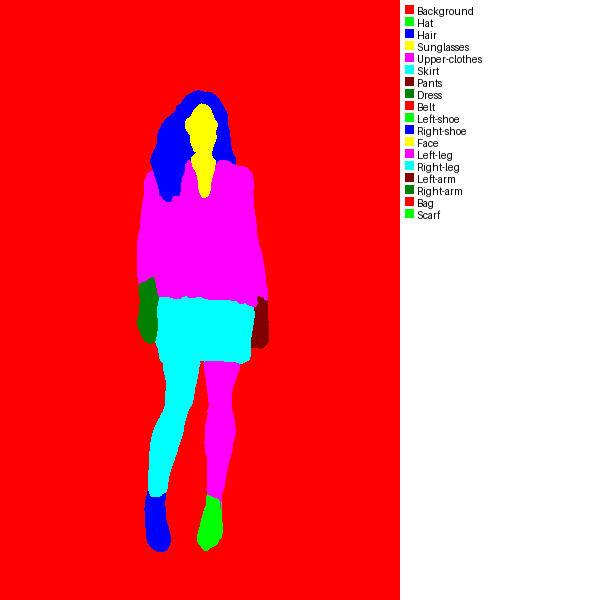 Background
Hat
Hair
Sunglasses
Upper-clothes
Skirt
Pants
Dress
Belt
Left-shoe
Right-shoe
Face
Left-leg
Right-leg
Left-arm
Right-arm
Bag
Scarf